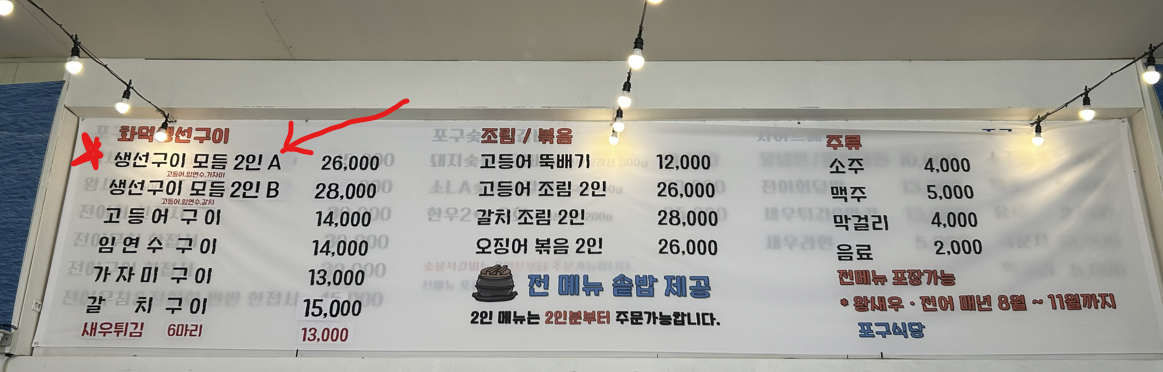 화덕생선구이
생선구이 모듬 2인 A 26,000
고등어,임연수,가자미
생선구이 모듬 2인 B 28,000
고등어,임연수,갈치
고등어구이 14,000
임연수구이 14,000
가자미구이 13,000
갈치구이 15,000
새우튀김 6마리 13,000
조림 / 볶음
고등어 뚝배기 12,000
고등어 조림 2인 26,000
갈치 조림 2인 28,000
오징어 볶음 2인 26,000
전 메뉴 솥밥 제공
2인 메뉴는 2인분부터 주문가능합니다.
주류
소주 4,000
맥주 5,000
막걸리 4,000
음료 2,000
전메뉴 포장가능
* 왕새우 · 전어 매년 8월 ~ 11월까지
포구식당